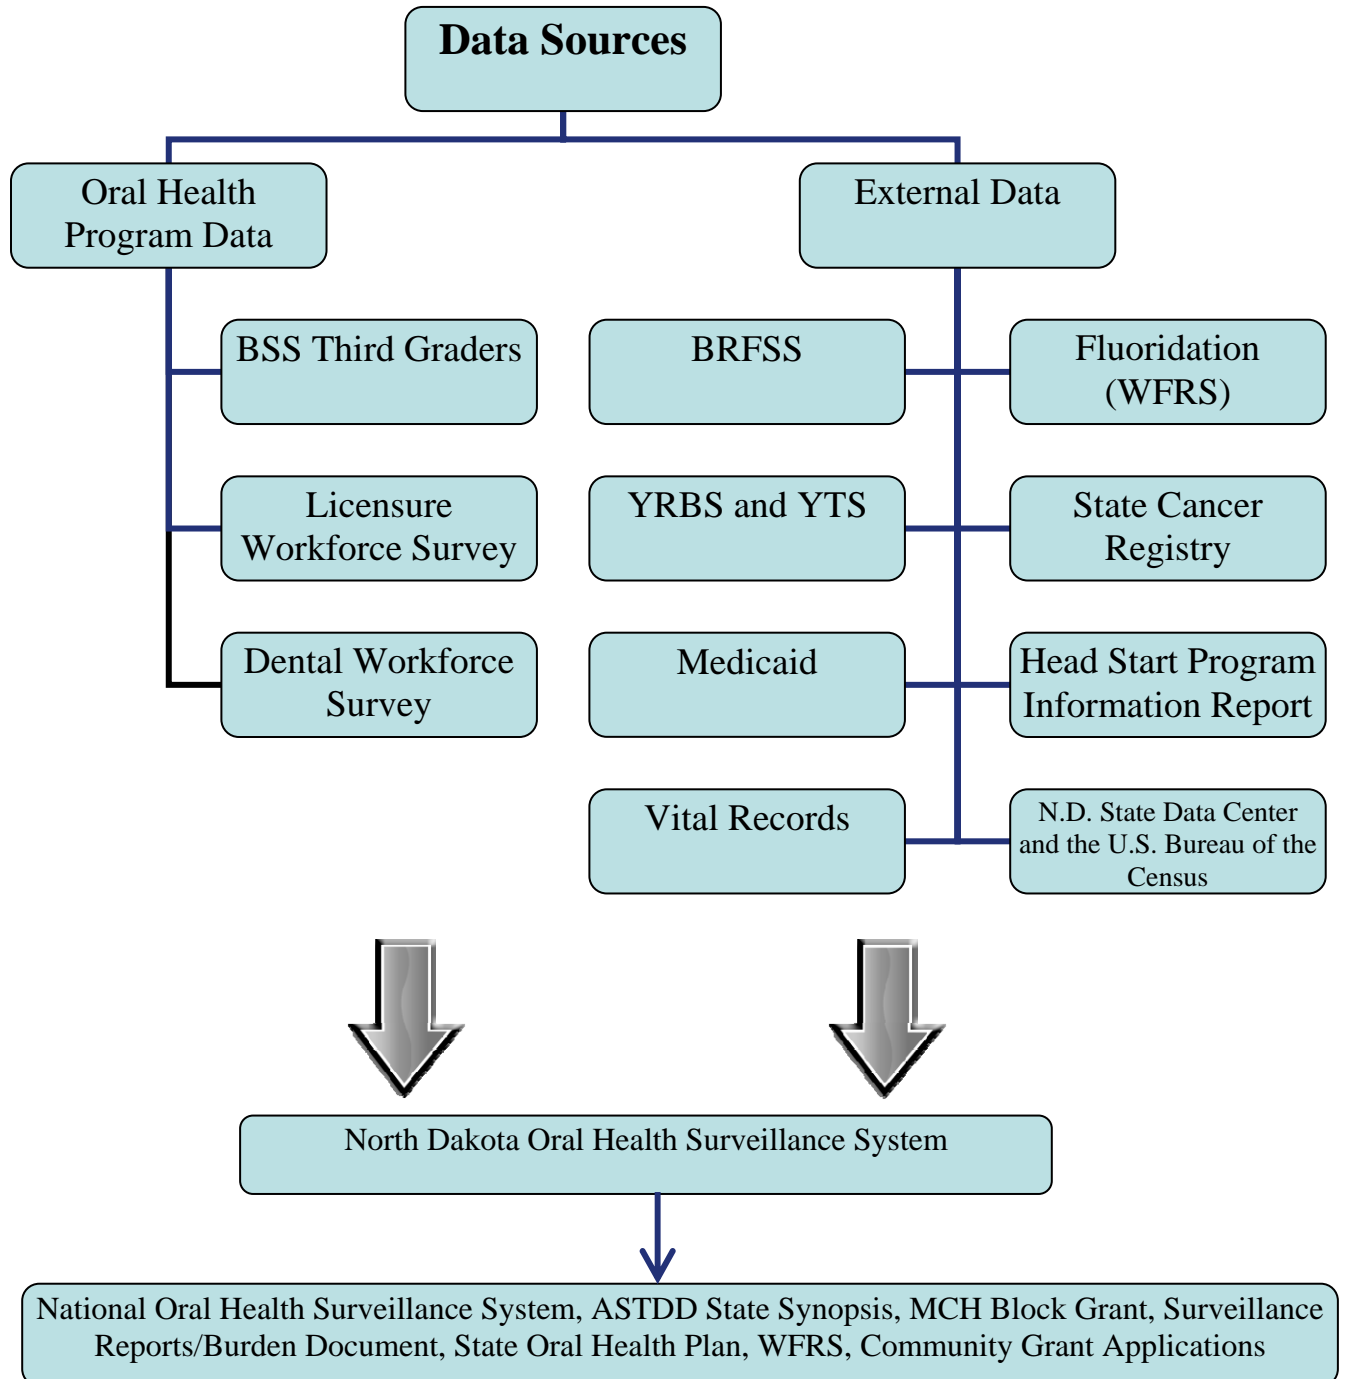 Data Sources
Oral Health
Program Data
External Data
BSS Third Graders
BRFSS
Fluoridation
(WFRS)
Licensure
Workforce Survey
YRBS and YTS
State Cancer
Registry
Dental Workforce
Survey
Medicaid
Head Start Program
Information Report
Vital Records
N.D. State Data Center
and the U.S. Bureau of the
Census
North Dakota Oral Health Surveillance System
National Oral Health Surveillance System, ASTDD State Synopsis, MCH Block Grant, Surveillance
Reports/Burden Document, State Oral Health Plan, WFRS, Community Grant Applications